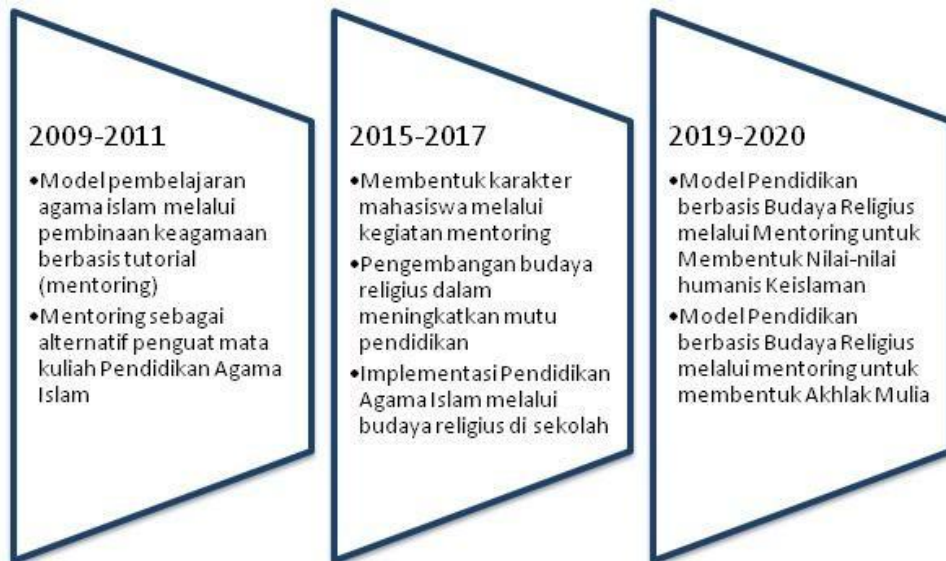 2009-2011
•Model pembelajaran
agama islam melalui
pembinaan keagamaan
berbasis tutorial
(mentoring)
•Mentoring sebagai
alternatif penguat mata
kuliah Pendidikan Agama
Islam
2015-2017
•Membentuk karakter
mahasiswa melalui
kegiatan mentoring
•Pengembangan budaya
religius dalam
meningkatkan mutu
pendidikan
•Implementasi Pendidikan
Agama Islam melalui
budaya religius di sekolah
2019-2020
•Model Pendidikan
berbasis Budaya Religius
melalui Mentoring untuk
Membentuk Nilai-nilai
humanis Keislaman
•Model Pendidikan
berbasis Budaya Religius
melalui mentoring untuk
membentuk Akhlak Mulia